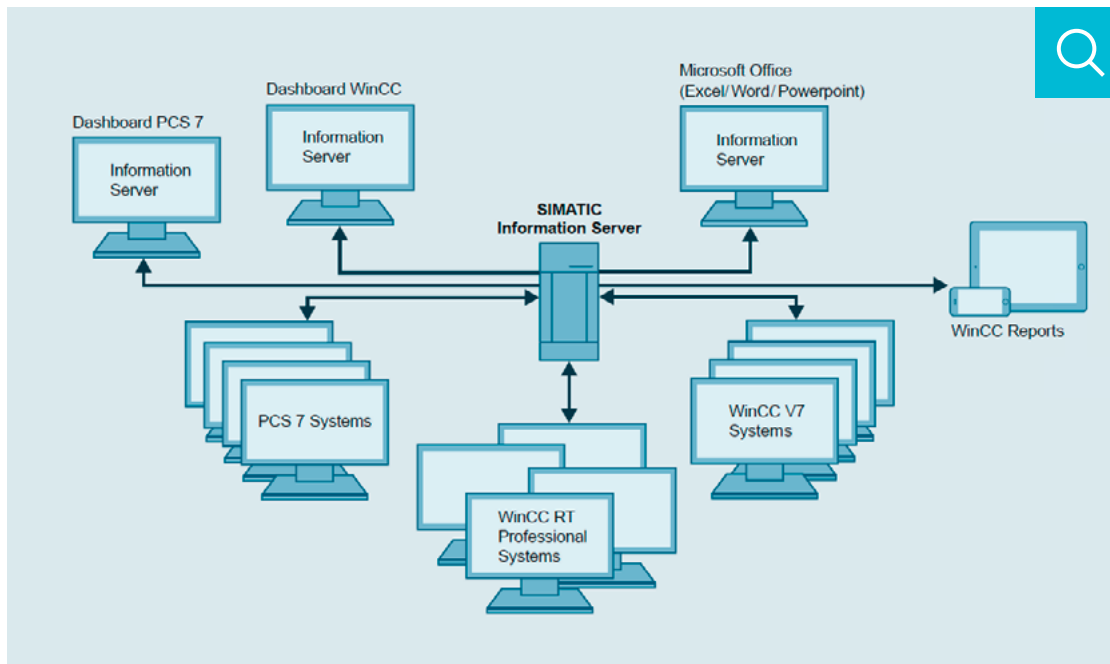 Microsoft Office
(Excel/Word/Powerpoint)
Dashboard WinCC
Dashboard PCS 7
Information
Server
Information
Server
Information
Server
SIMATIC
Information Server
WinCC Reports
PCS 7 Systems
WinCC V7
Systems
WinCC RT
Professional
Systems